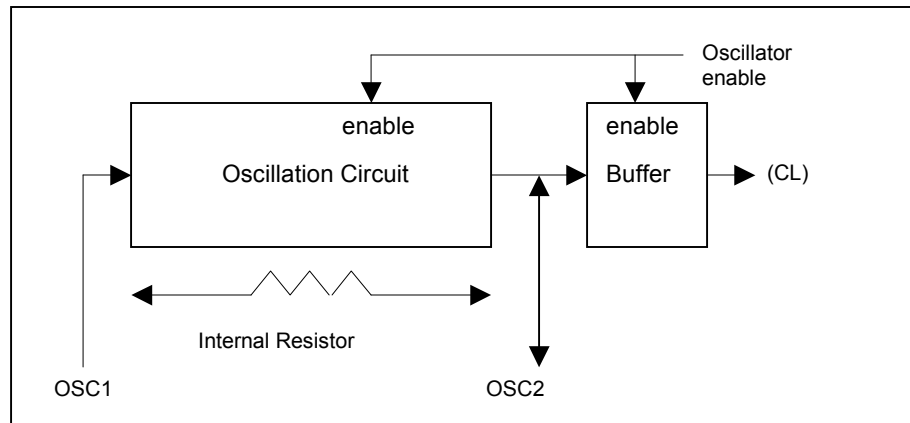 Oscillator
enable
enable
enable
Oscillation Circuit
Buffer
(CL)
Internal Resistor
OSC1
OSC2